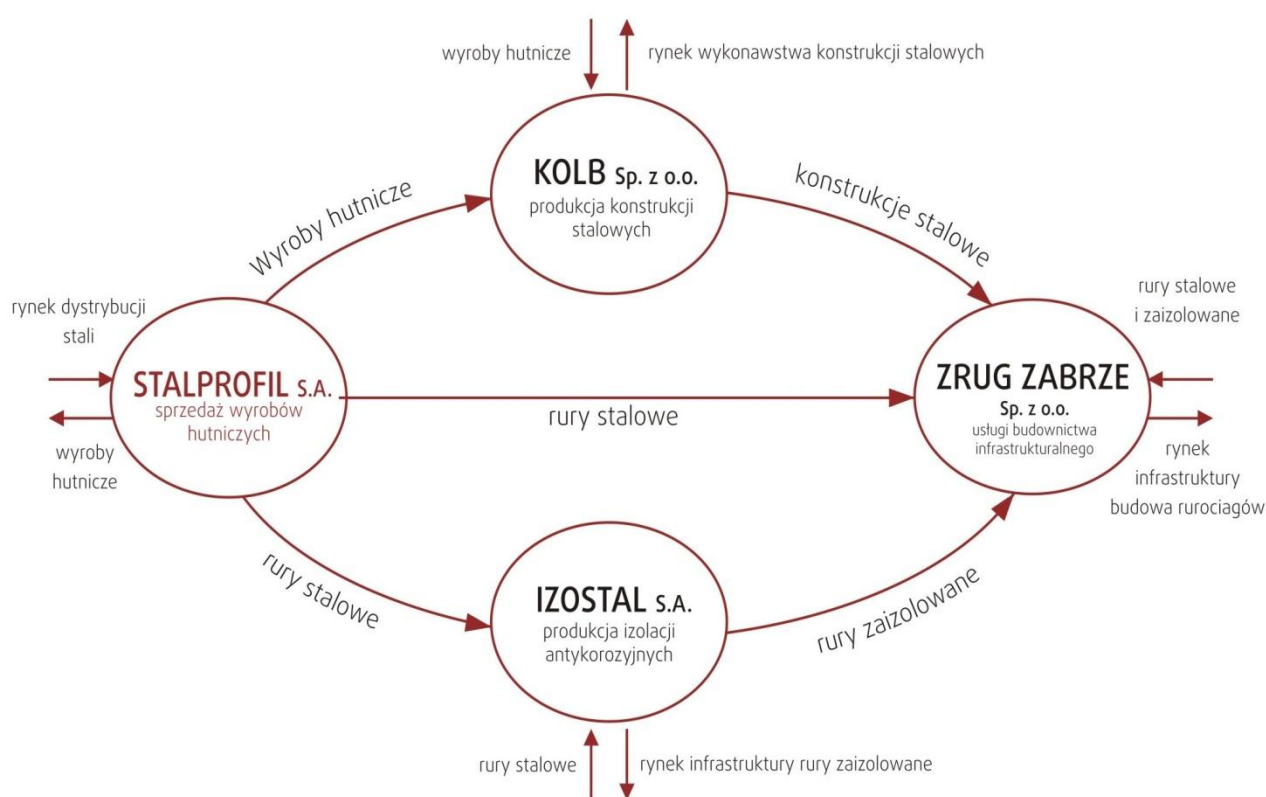 wyroby hutnicze
rynek wykonawstwa konstrukcji stalowych
KOLB Sp. z o.o.
produkcja konstrukcji
stalowych
Wyroby hutnicze
konstrukcje stalowe
rynek dystrybucji
stali
STALPROFIL S.A.
sprzedaż wyrobów
hutniczych
wyroby
hutnicze
rury stalowe
rury stalowe
i zaizolowane
ZRUG ZABRZE
Sp. z o.o.
usługi budownictwa
infrastrukturalnego
rynek
infrastruktury
budowa rurociagów
rury stalowe
IZOSTAL S.A.
produkcja izolacji
antykorozyjnych
rury zaizolowane
rury stalowe
rynek infrastruktury rury zaizolowane